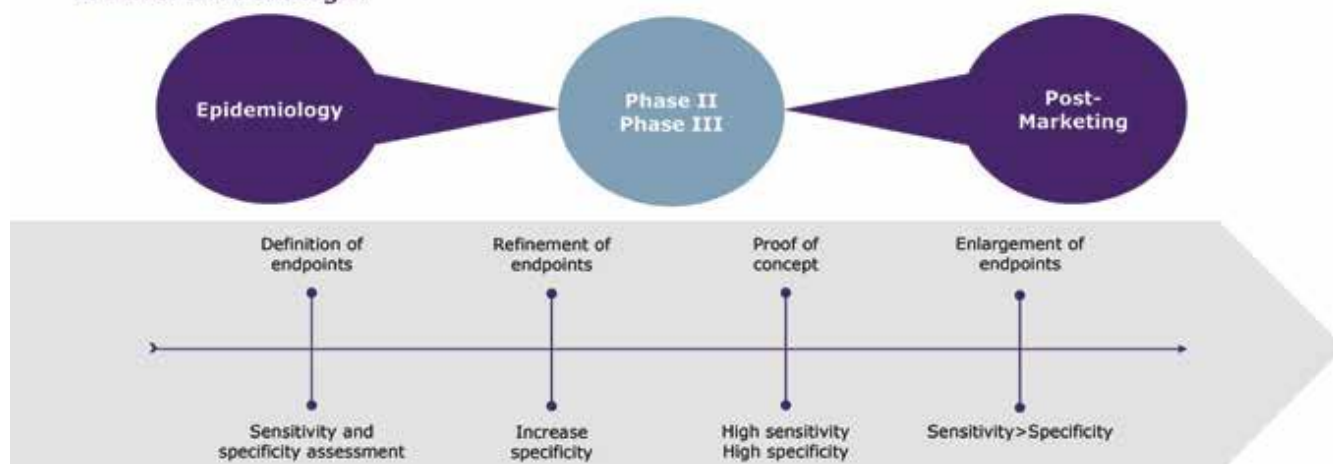 Epidemiology
Phase II
Phase III
Post-
Marketing
Definition of
endpoints
Refinement of
endpoints
Proof of
concept
Enlargement of
endpoints
Sensitivity and
specificity assessment
Increase
specificity
High sensitivity
High specificity
Sensitivity>Specificity